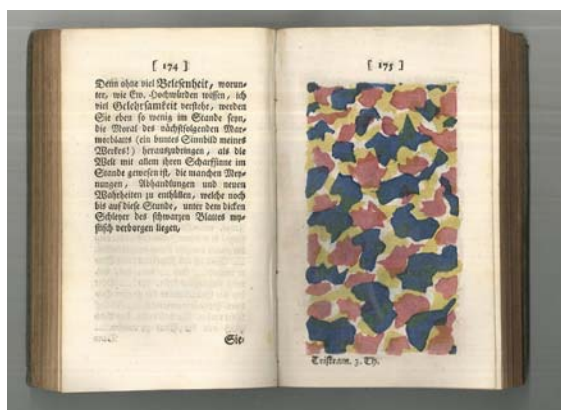 [ 174 ]
Denn ohne viel Belesenheit, worun-
ter, wie Ew. Hochwürden wissen, ich
viel Gelehrsamkeit verstehe, werden
Sie eben so wenig im Stande seyn,
die Moral des nächstfolgenden Mar-
morblatts (ein buntes Sinnbild meines
Werkes!) herauszubringen, als die
Welt mit allem ihren Scharfsinne im
Stande gewesen ist, die manchen Mey-
nungen, Abhandlungen und neuen
Wahrheiten zu enthüllen, welche noch
bis auf diese Stunde, unter dem dicken
Schleyer des schwarzen Blattes my-
stisch verborgen liegen.
Sie-
[ 175 ]
Tristram. 3. Th.